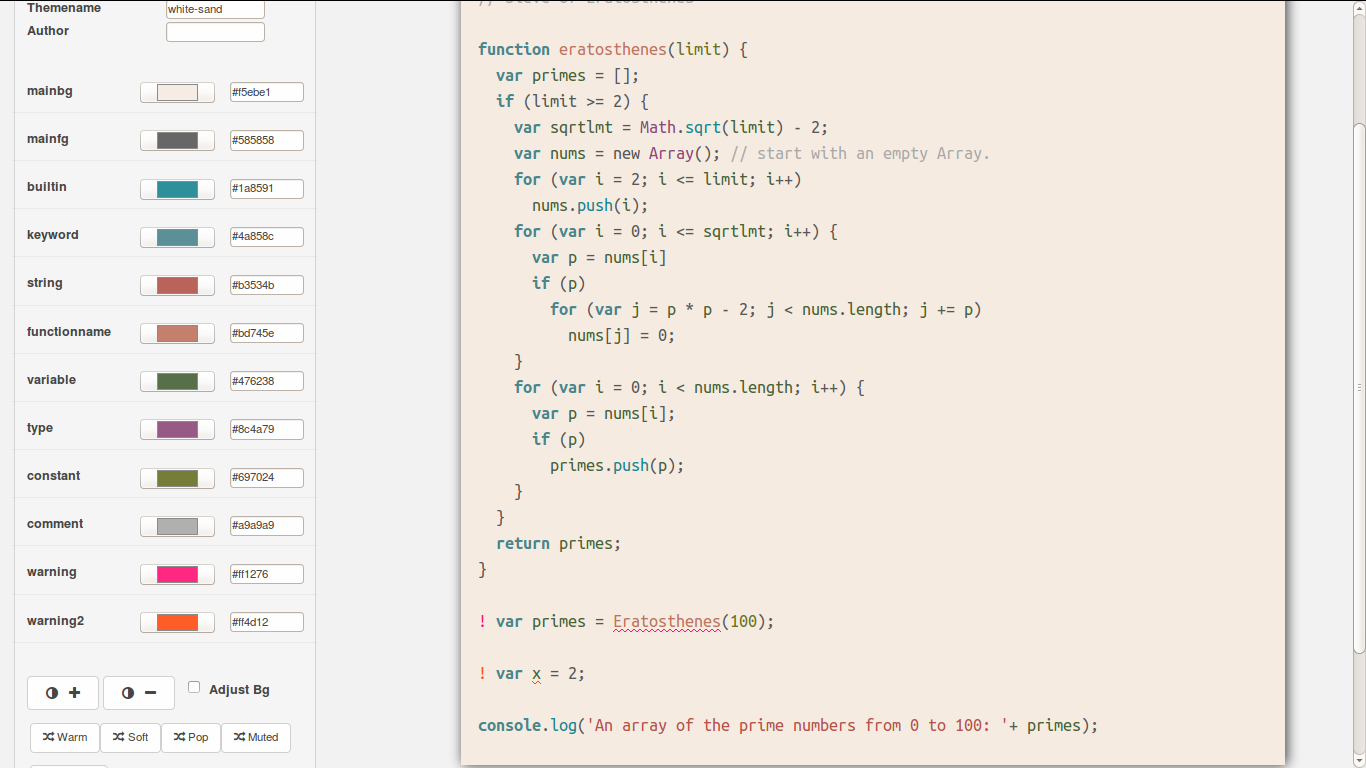 Themename white-sand
Author
mainbg #f5ebe1
mainfg #585858
builtin #1a8591
keyword #4a858c
string #b3534b
functionname #bd745e
variable #476238
type #8c4a79
constant #697024
comment #a9a9a9
warning #ff1276
warning2 #ff4d12
Adjust Bg
Warm Soft Pop Muted
// Sieve of Eratosthenes
function eratosthenes(limit) {
  var primes = [];
  if (limit >= 2) {
    var sqrtlmt = Math.sqrt(limit) - 2;
    var nums = new Array(); // start with an empty Array.
    for (var i = 2; i <= limit; i++)
      nums.push(i);
    for (var i = 0; i <= sqrtlmt; i++) {
      var p = nums[i]
      if (p)
        for (var j = p * p - 2; j < nums.length; j += p)
          nums[j] = 0;
    }
    for (var i = 0; i < nums.length; i++) {
      var p = nums[i];
      if (p)
        primes.push(p);
    }
  }
  return primes;
}
! var primes = Eratosthenes(100);
! var x = 2;
console.log('An array of the prime numbers from 0 to 100: '+ primes);